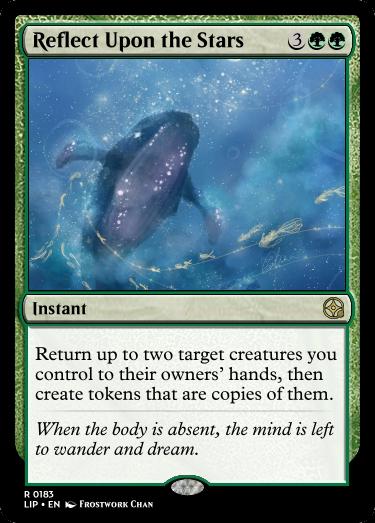 Reflect Upon the Stars 3
Instant
Return up to two target creatures you
control to their owners' hands, then
create tokens that are copies of them.
When the body is absent, the mind is left
to wander and dream.
R 0183
LIP • EN Frostwork Chan